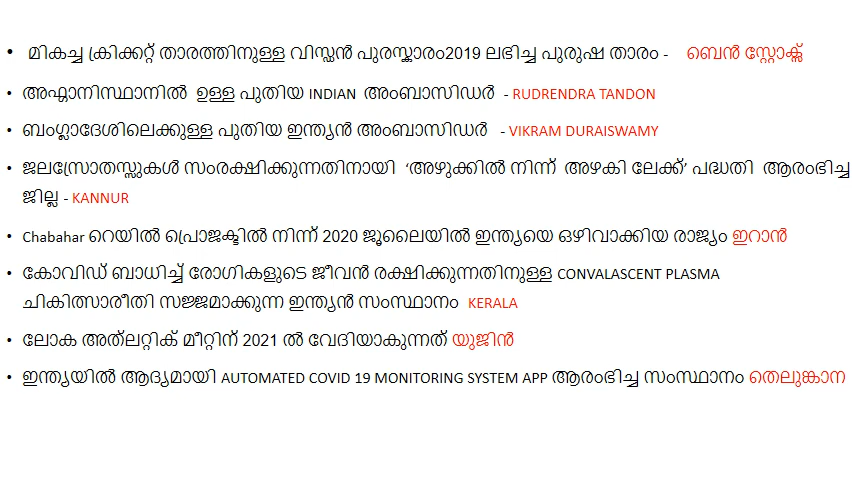 • മികച്ച ക്രിക്കറ്റ് താരത്തിനുള്ള വിസ്ഡൻ പുരസ്കാരം2019 ലഭിച്ച പുരുഷ താരം - ബെൻ സ്റ്റോക്സ്
• അഫ്ഗാനിസ്ഥാനിൽ ഉള്ള പുതിയ INDIAN അംബാസിഡർ - RUDRENDRA TANDON
• ബംഗ്ലാദേശിലെക്കുള്ള പുതിയ ഇന്ത്യൻ അംബാസിഡർ - VIKRAM DURAISWAMY
• ജലസ്രോതസ്സുകൾ സംരക്ഷിക്കുന്നതിനായി ‘അഴുക്കിൽ നിന്ന് അഴകി ലേക്ക്’ പദ്ധതി ആരംഭിച്ച
ജില്ല - KANNUR
• Chabahar റെയിൽ പ്രൊജക്ടിൽ നിന്ന് 2020 ജൂലൈയിൽ ഇന്ത്യയെ ഒഴിവാക്കിയ രാജ്യം ഇറാൻ
• കോവിഡ് ബാധിച്ച് രോഗികളുടെ ജീവൻ രക്ഷിക്കുന്നതിനുള്ള CONVALASCENT PLASMA
ചികിത്സാരീതി സജ്ജമാക്കുന്ന ഇന്ത്യൻ സംസ്ഥാനം KERALA
• ലോക അത്‌ലറ്റിക് മീറ്റിന് 2021 ൽ വേദിയാകുന്നത് യുജിൻ
• ഇന്ത്യയിൽ ആദ്യമായി AUTOMATED COVID 19 MONITORING SYSTEM APP ആരംഭിച്ച സംസ്ഥാനം തെലുങ്കാന